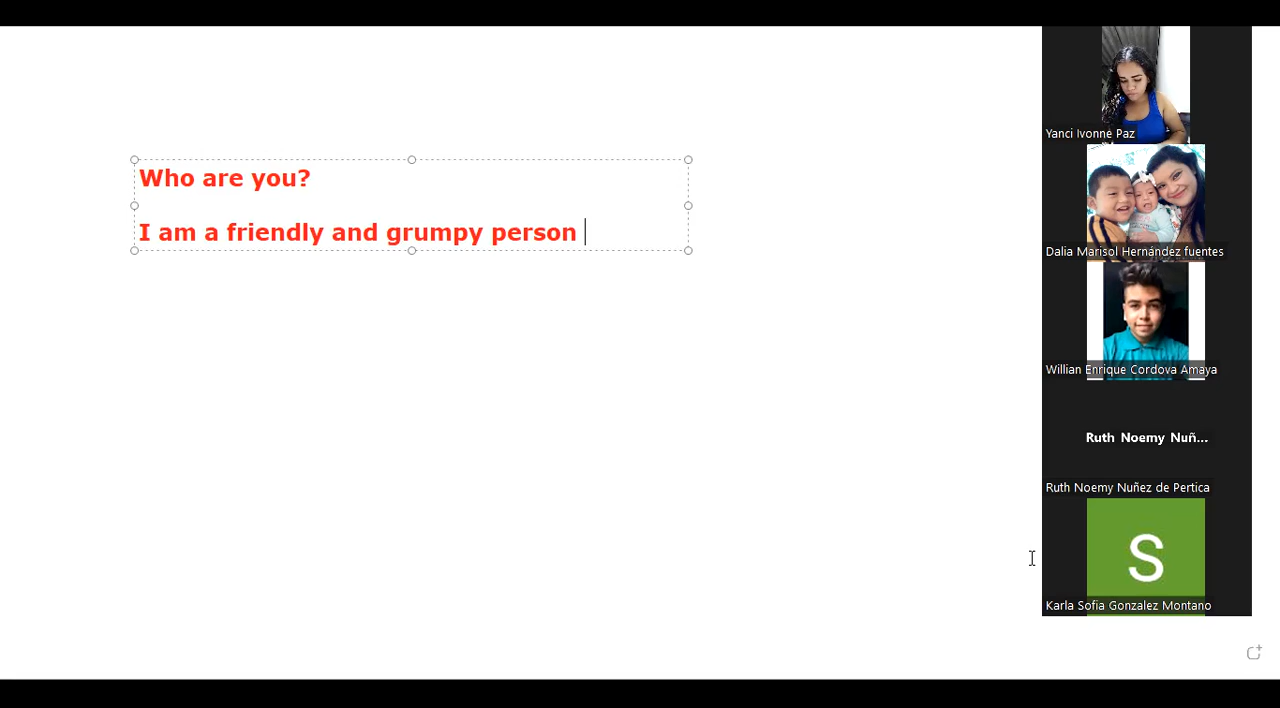 Who are you?
I am a friendly and grumpy person
Yanci Ivonne Paz
Dalia Marisol Hernández fuentes
Willian Enrique Cordova Amaya
Ruth Noemy Nuñ...
Ruth Noemy Nuñez de Pertica
S
Karla Sofia Gonzalez Montano